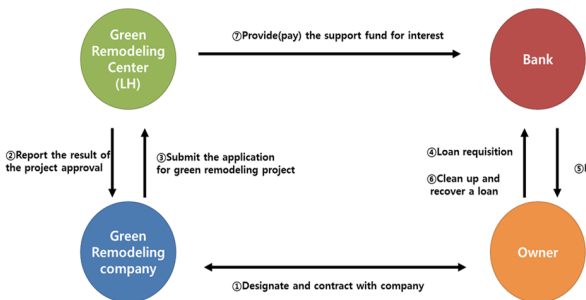 Green
Remodeling
Center
(LH)
⑦Provide(pay) the support fund for interest
Bank
②Report the result of
the project approval
③Submit the application
for green remodeling project
④Loan requisition
⑥Clean up and
recover a loan
⑤
Green
Remodeling
company
Owner
①Designate and contract with company